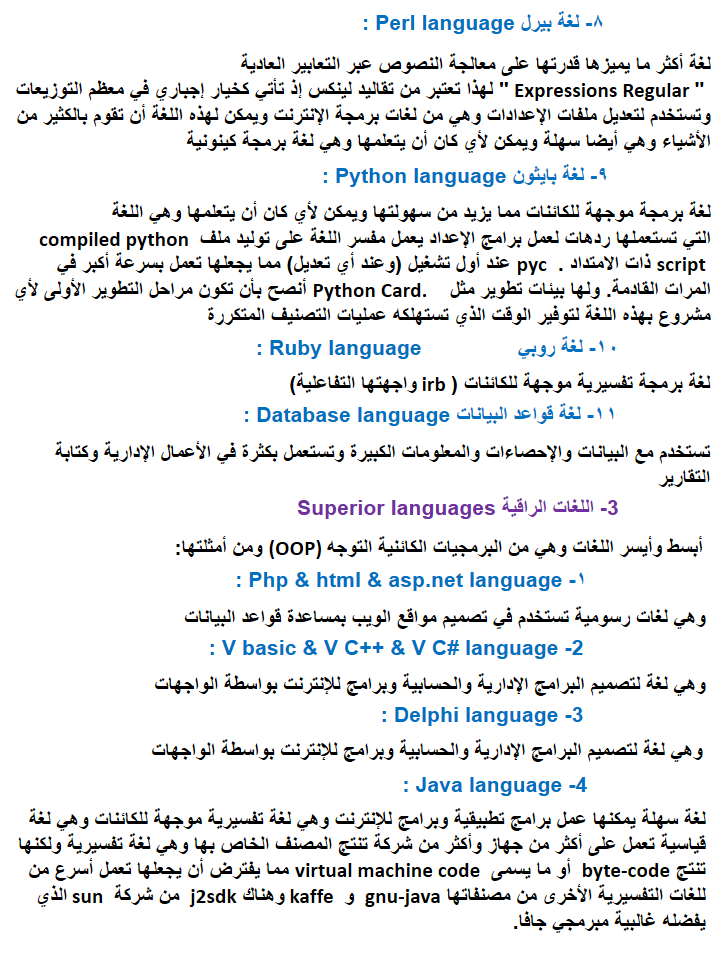 ٨- لغة بيرل Perl language :
لغة أكثر ما يميزها قدرتها على معالجة النصوص عبر التعابير العادية
" Expressions Regular " لهذا تعتبر من تقاليد لينكس إذ تأتي كخيار إجباري في معظم التوزيعات
وتستخدم لتعديل ملفات الإعدادات وهي من لغات برمجة الإنترنت ويمكن لهذه اللغة أن تقوم بالكثير من
الأشياء وهي أيضا سهلة ويمكن لأي كان أن يتعلمها وهي لغة برمجة كينونية
٩- لغة بايثون Python language :
لغة برمجة موجهة للكائنات مما يزيد من سهولتها ويمكن لأي كان أن يتعلمها وهي اللغة
التي تستعملها ردهات لعمل برامج الإعداد يعمل مفسر اللغة على توليد ملف compiled python
script ذات الامتداد . pyc عند أول تشغيل (وعند أي تعديل) مما يجعلها تعمل بسرعة أكبر في
المرات القادمة. ولها بيئات تطوير مثل Python Card. أنصح بأن تكون مراحل التطوير الأولى لأي
مشروع بهذه اللغة لتوفير الوقت الذي تستهلكه عمليات التصنيف المتكررة
١٠- لغة روبي Ruby language :
لغة برمجة تفسيرية موجهة للكائنات ( irb واجهتها التفاعلية)
١١- لغة قواعد البيانات Database language :
تستخدم مع البيانات والإحصاءات والمعلومات الكبيرة وتستعمل بكثرة في الأعمال الإدارية وكتابة
التقارير
3- اللغات الراقية Superior languages
أبسط وأيسر اللغات وهي من البرمجيات الكائنية التوجه (OOP) ومن أمثلتها:
١- Php & html & asp.net language :
وهي لغات رسومية تستخدم في تصميم مواقع الويب بمساعدة قواعد البيانات
2- V basic & V C++ & V C# language :
وهي لغة لتصميم البرامج الإدارية والحسابية وبرامج للإنترنت بواسطة الواجهات
3- Delphi language :
وهي لغة لتصميم البرامج الإدارية والحسابية وبرامج للإنترنت بواسطة الواجهات
4- Java language :
لغة سهلة يمكنها عمل برامج تطبيقية وبرامج للإنترنت وهي لغة تفسيرية موجهة للكائنات وهي لغة
قياسية تعمل على أكثر من جهاز وأكثر من شركة تنتج المصنف الخاص بها وهي لغة تفسيرية ولكنها
تنتج byte-code أو ما يسمى virtual machine code مما يفترض أن يجعلها تعمل أسرع من
للغات التفسيرية الأخرى من مصنفاتها gnu-java و kaffe وهناك j2sdk من شركة sun الذي
يفضله غالبية مبرمجي جافا.